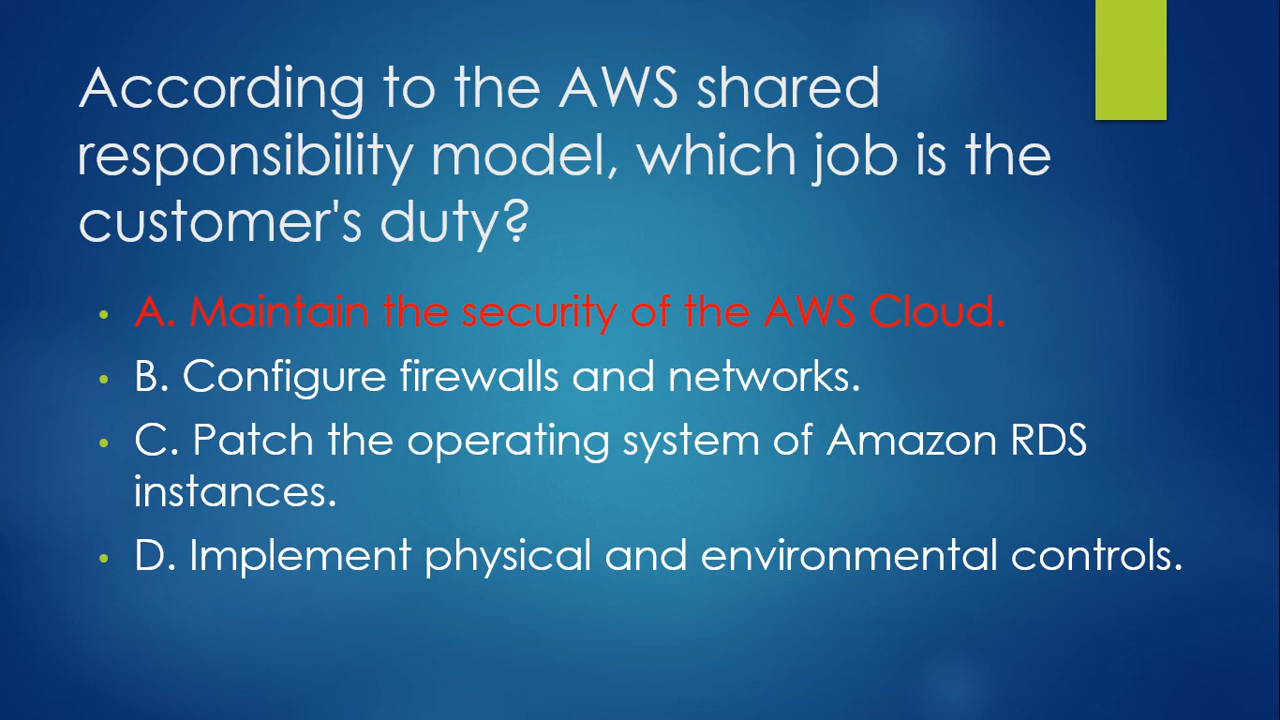 According to the AWS shared
responsibility model, which job is the
customer's duty?
• A. Maintain the security of the AWS Cloud.
• B. Configure firewalls and networks.
• C. Patch the operating system of Amazon RDS
instances.
• D. Implement physical and environmental controls.